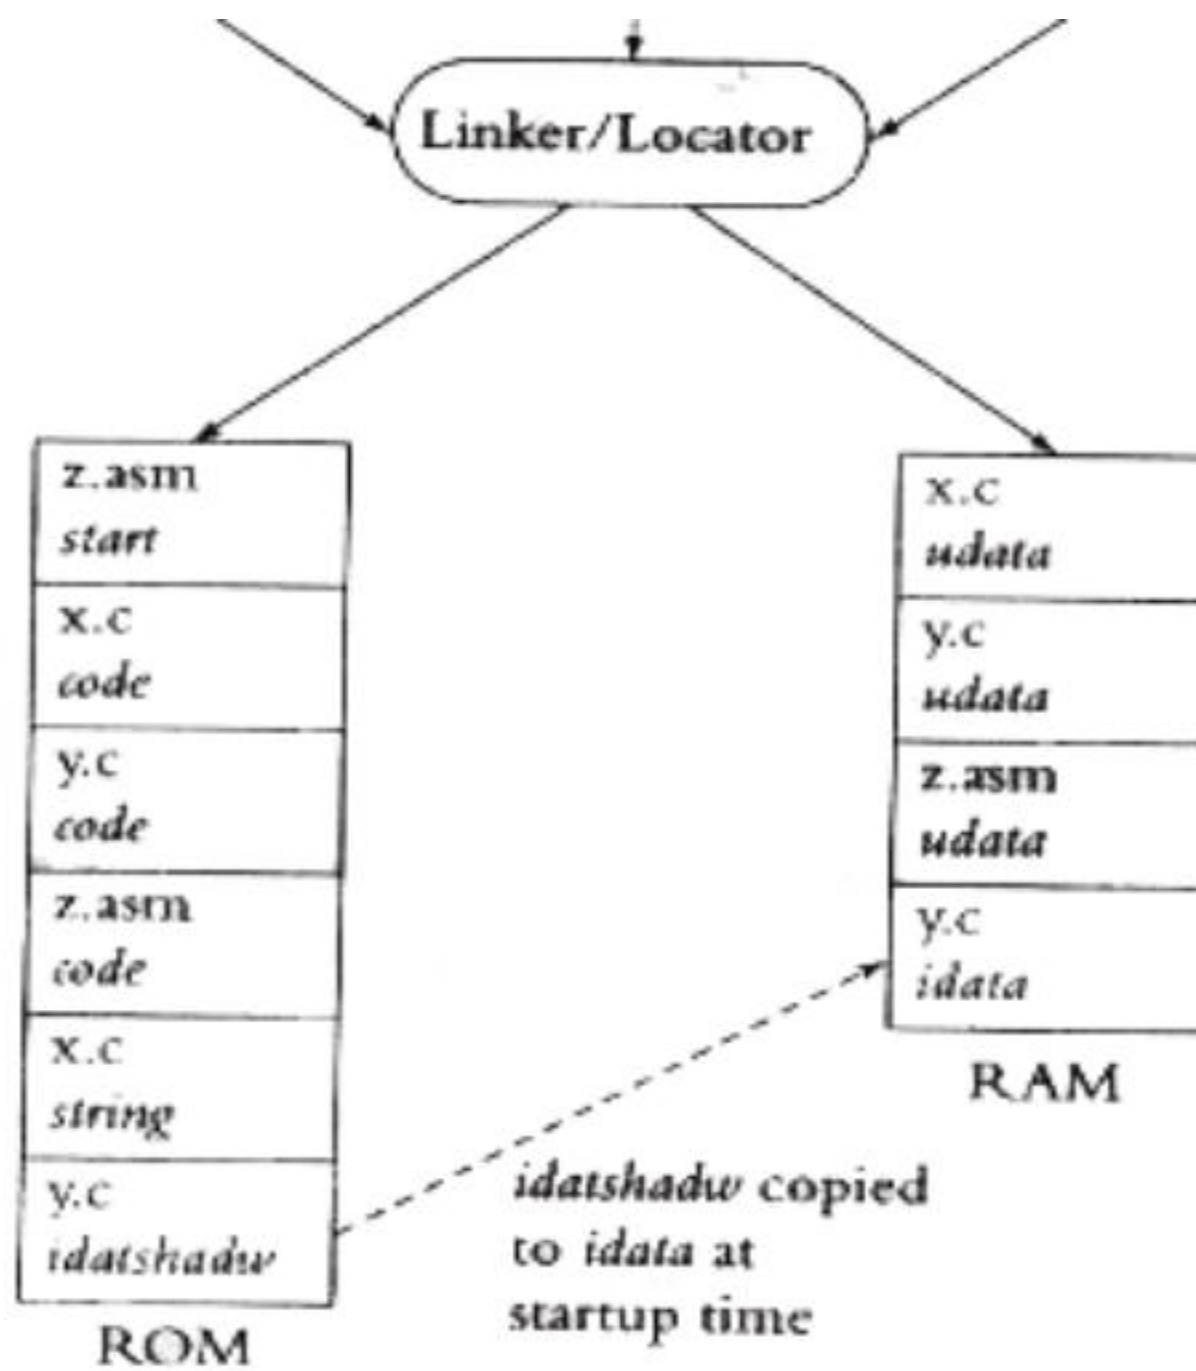 Linker/Locator
z.asm
start
x.c
code
y.c
code
z.asm
code
x.c
string
y.c
idatshadw
ROM
x.c
udata
y.c
udata
z.asm
udata
y.c
idata
RAM
idatshadw copied
to idata at
startup time